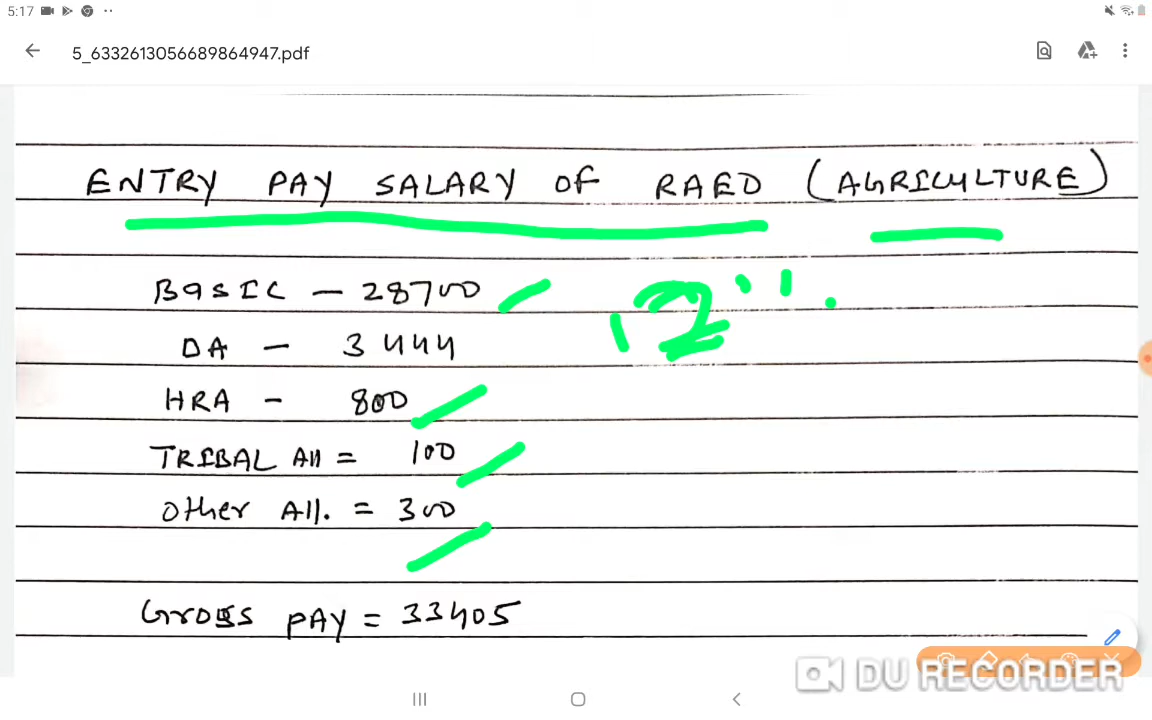 5:17
5_6332613056689864947.pdf
ENTRY PAY SALARY OF RAEO (AGRICULTURE)
BASIC – 28700
12%
DA – 3444
HRA – 800
TRIBAL All = 100
Other All. = 300
Gross PAY = 33405
DU RECORDER